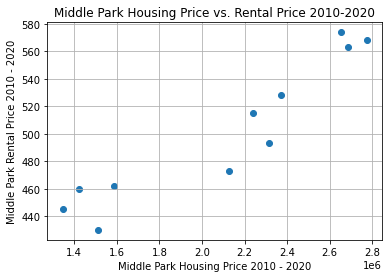 Middle Park Housing Price vs. Rental Price 2010-2020
580
560
540
520
500
480
460
440
Middle Park Rental Price 2010 - 2020
1.4 1.6 1.8 2.0 2.2 2.4 2.6 2.8
1e6
Middle Park Housing Price 2010 - 2020